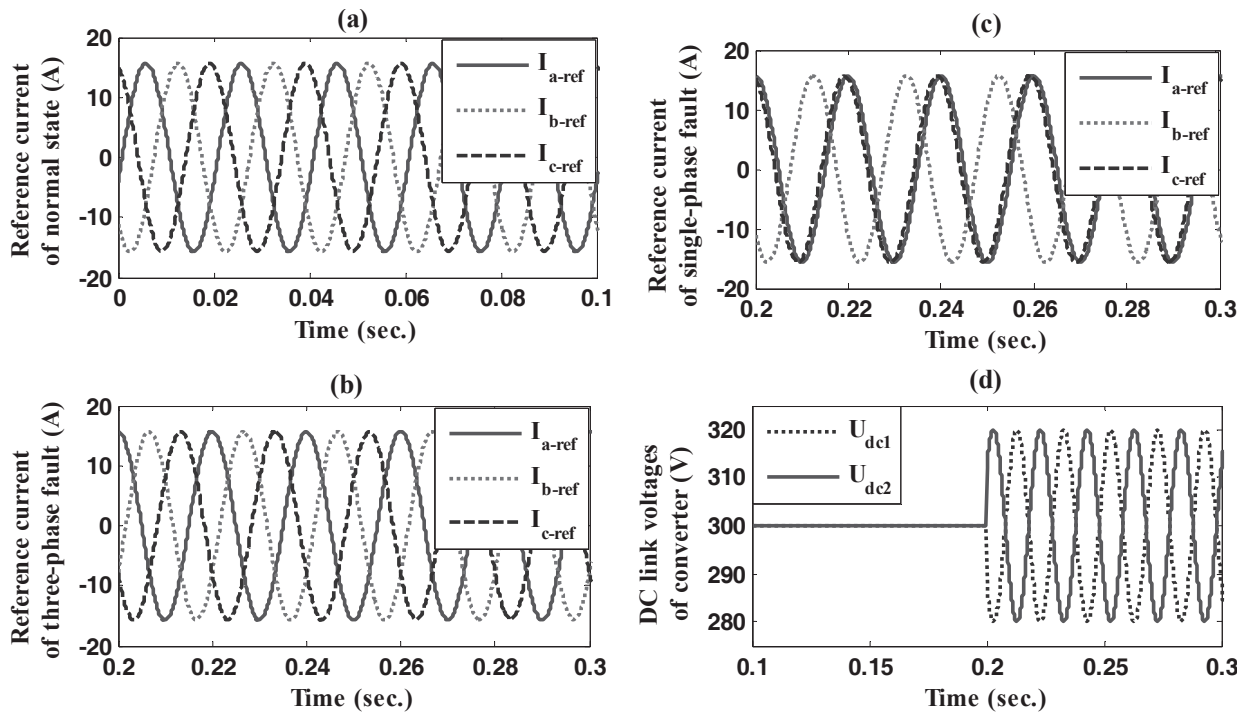 (a)
Reference current
of normal state (A)
20
10
0
-10
-20
I a-ref
I b-ref
I c-ref
0 0.02 0.04 0.06 0.08 0.1
Time (sec.)
(c)
Reference current
of single-phase fault (A)
20
10
0
-10
-20
I a-ref
I b-ref
I c-ref
0.2 0.22 0.24 0.26 0.28 0.3
Time (sec.)
(b)
Reference current
of three-phase fault (A)
20
10
0
-10
-20
I a-ref
I b-ref
I c-ref
0.2 0.22 0.24 0.26 0.28 0.3
Time (sec.)
(d)
DC link voltages
of converter (V)
320
310
300
290
280
U dc1
U dc2
0.1 0.15 0.2 0.25 0.3
Time (sec.)